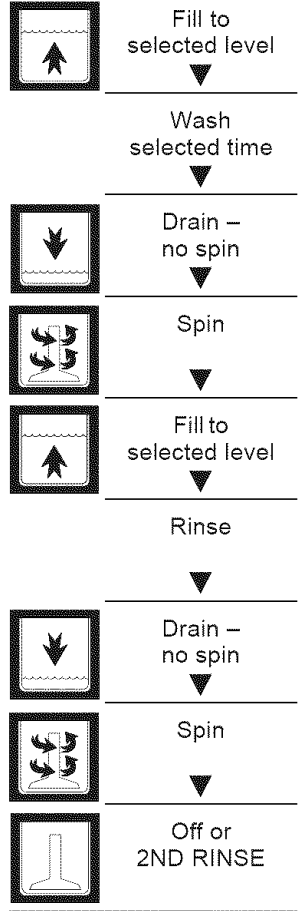 Fill to
selected level
Wash
selected time
Drain –
no spin
Spin
Fill to
selected level
Rinse
Drain –
no spin
Spin
Off or
2ND RINSE